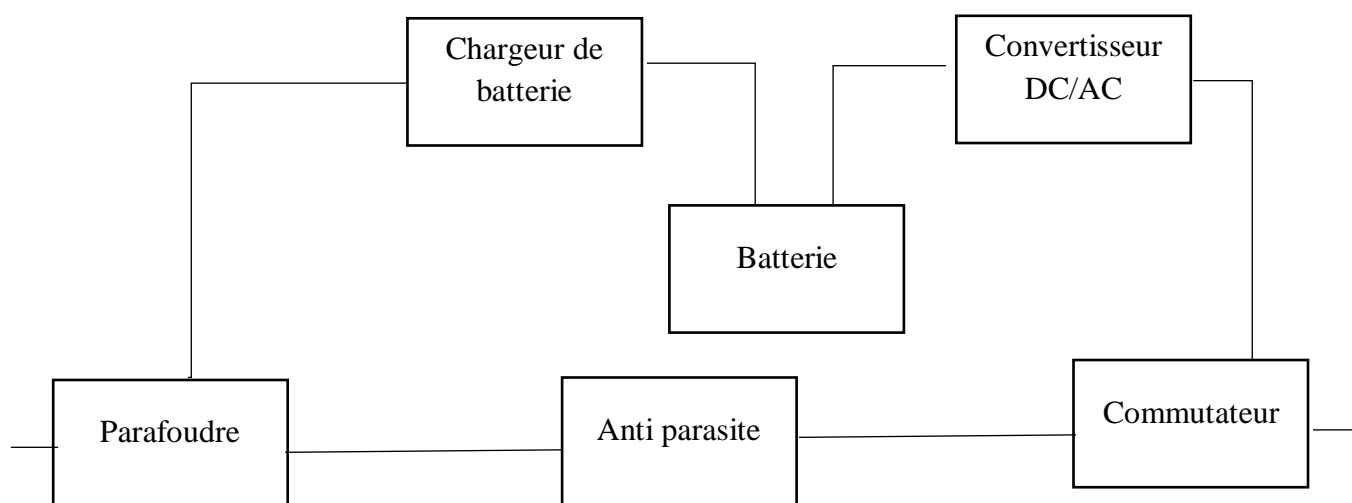 Chargeur de
batterie
Convertisseur
DC/AC
Batterie
Parafoudre
Anti parasite
Commutateur